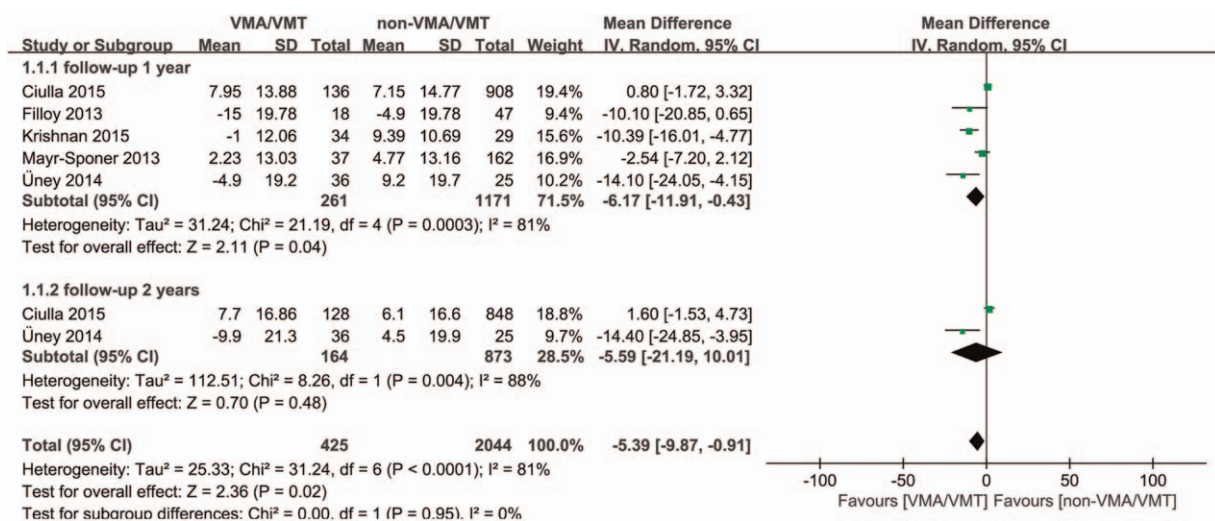 VMA/VMT non-VMA/VMT Mean Difference Mean Difference
Study or Subgroup Mean SD Total Mean SD Total Weight IV, Random, 95% CI IV, Random, 95% CI
1.1.1 follow-up 1 year
Ciulla 2015 7.95 13.88 136 7.15 14.77 908 19.4% 0.80 [-1.72, 3.32]
Filloy 2013 -15 19.78 18 -4.9 19.78 47 9.4% -10.10 [-20.85, 0.65]
Krishnan 2015 -1 12.06 34 9.39 10.69 29 15.6% -10.39 [-16.01, -4.77]
Mayr-Sponer 2013 2.23 13.03 37 4.77 13.16 162 16.9% -2.54 [-7.20, 2.12]
Üney 2014 -4.9 19.2 36 9.2 19.7 25 10.2% -14.10 [-24.05, -4.15]
Subtotal (95% CI) 261 1171 71.5% -6.17 [-11.91, -0.43]
Heterogeneity: Tau² = 31.24; Chi² = 21.19, df = 4 (P = 0.0003); I² = 81%
Test for overall effect: Z = 2.11 (P = 0.04)
1.1.2 follow-up 2 years
Ciulla 2015 7.7 16.86 128 6.1 16.6 848 18.8% 1.60 [-1.53, 4.73]
Üney 2014 -9.9 21.3 36 4.5 19.9 25 9.7% -14.40 [-24.85, -3.95]
Subtotal (95% CI) 164 873 28.5% -5.59 [-21.19, 10.01]
Heterogeneity: Tau² = 112.51; Chi² = 8.26, df = 1 (P = 0.004); I² = 88%
Test for overall effect: Z = 0.70 (P = 0.48)
Total (95% CI) 425 2044 100.0% -5.39 [-9.87, -0.91]
Heterogeneity: Tau² = 25.33; Chi² = 31.24, df = 6 (P < 0.0001); I² = 81%
Test for overall effect: Z = 2.36 (P = 0.02)
Test for subgroup differences: Chi² = 0.00, df = 1 (P = 0.95), I² = 0%
-100 -50 0 50 100
Favours [VMA/VMT] Favours [non-VMA/VMT]